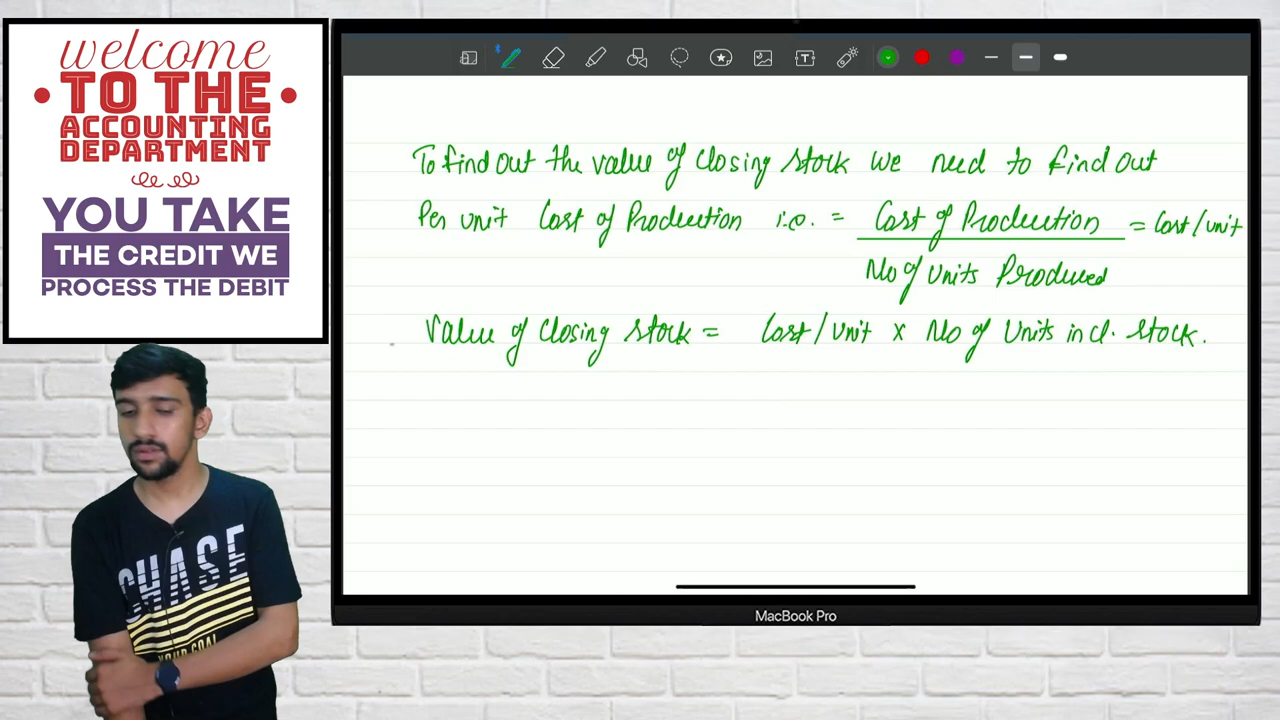 welcome
TO THE
ACCOUNTING
DEPARTMENT
YOU TAKE
THE CREDIT WE
PROCESS THE DEBIT
To find out the value of closing stock we need to find out
Per unit Cost of Production i.e. = Cost of Production = Cost/unit
No of Units Produced
Value of closing stock = Cost/unit x No of Units in cl. stock.
CHASE
YOUR GOAL
MacBook Pro